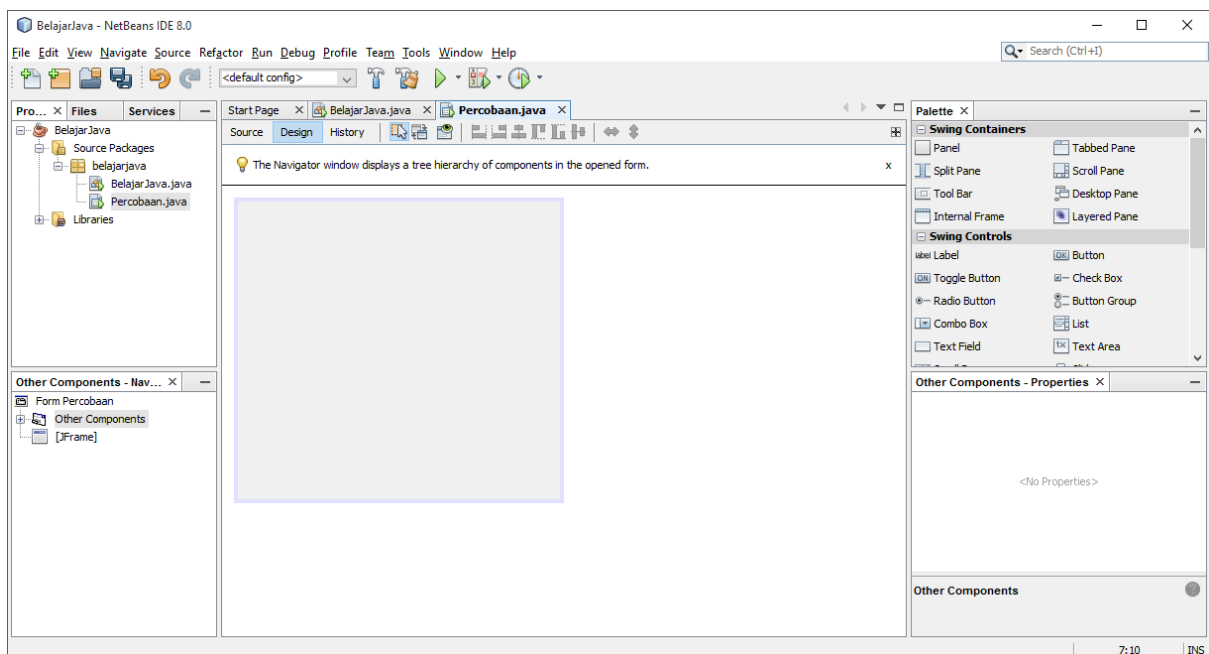 BelajarJava - NetBeans IDE 8.0
File Edit View Navigate Source Refactor Run Debug Profile Team Tools Window Help
Search (Ctrl+I)
<default config>
Pro... Files Services
BelajarJava
Source Packages
belajarjava
BelajarJava.java
Percobaan.java
Libraries
Start Page BelajarJava.java Percobaan.java
Source Design History
The Navigator window displays a tree hierarchy of components in the opened form. x
Palette
Swing Containers
Panel Tabbed Pane
Split Pane Scroll Pane
Tool Bar Desktop Pane
Internal Frame Layered Pane
Swing Controls
label Label OK Button
ON Toggle Button Check Box
Radio Button Button Group
Combo Box List
Text Field Text Area
Other Components - Nav...
Form Percobaan
Other Components
[JFrame]
Other Components - Properties
<No Properties>
Other Components
7:10 INS